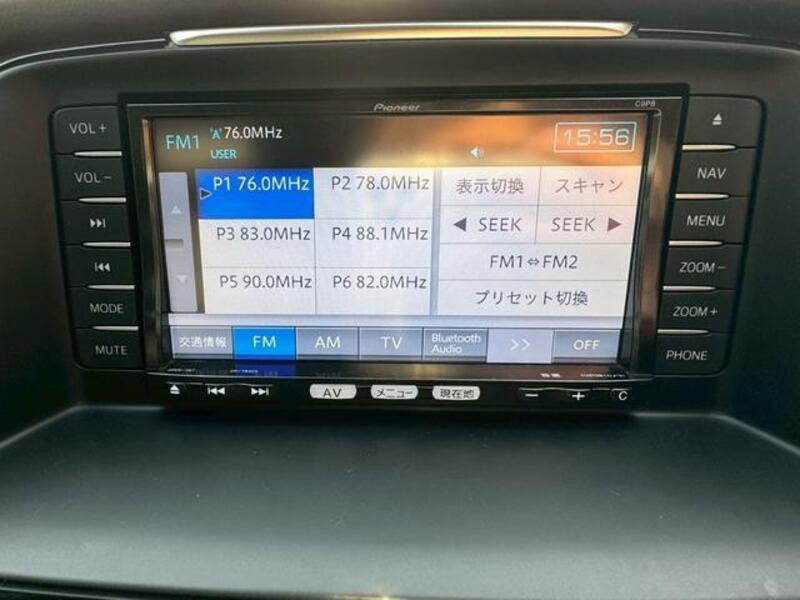 Pioneer C9P8
VOL +
VOL −
MODE
MUTE
FM1 76.0MHz
USER
15:56
P1 76.0MHz P2 78.0MHz
P3 83.0MHz P4 88.1MHz
P5 90.0MHz P6 82.0MHz
表示切換 スキャン
◀ SEEK SEEK ▶
FM1⇔FM2
プリセット切換
交通情報 FM AM TV Bluetooth Audio >> OFF
AV メニュー 現在地 − + C
NAV
MENU
ZOOM −
ZOOM +
PHONE